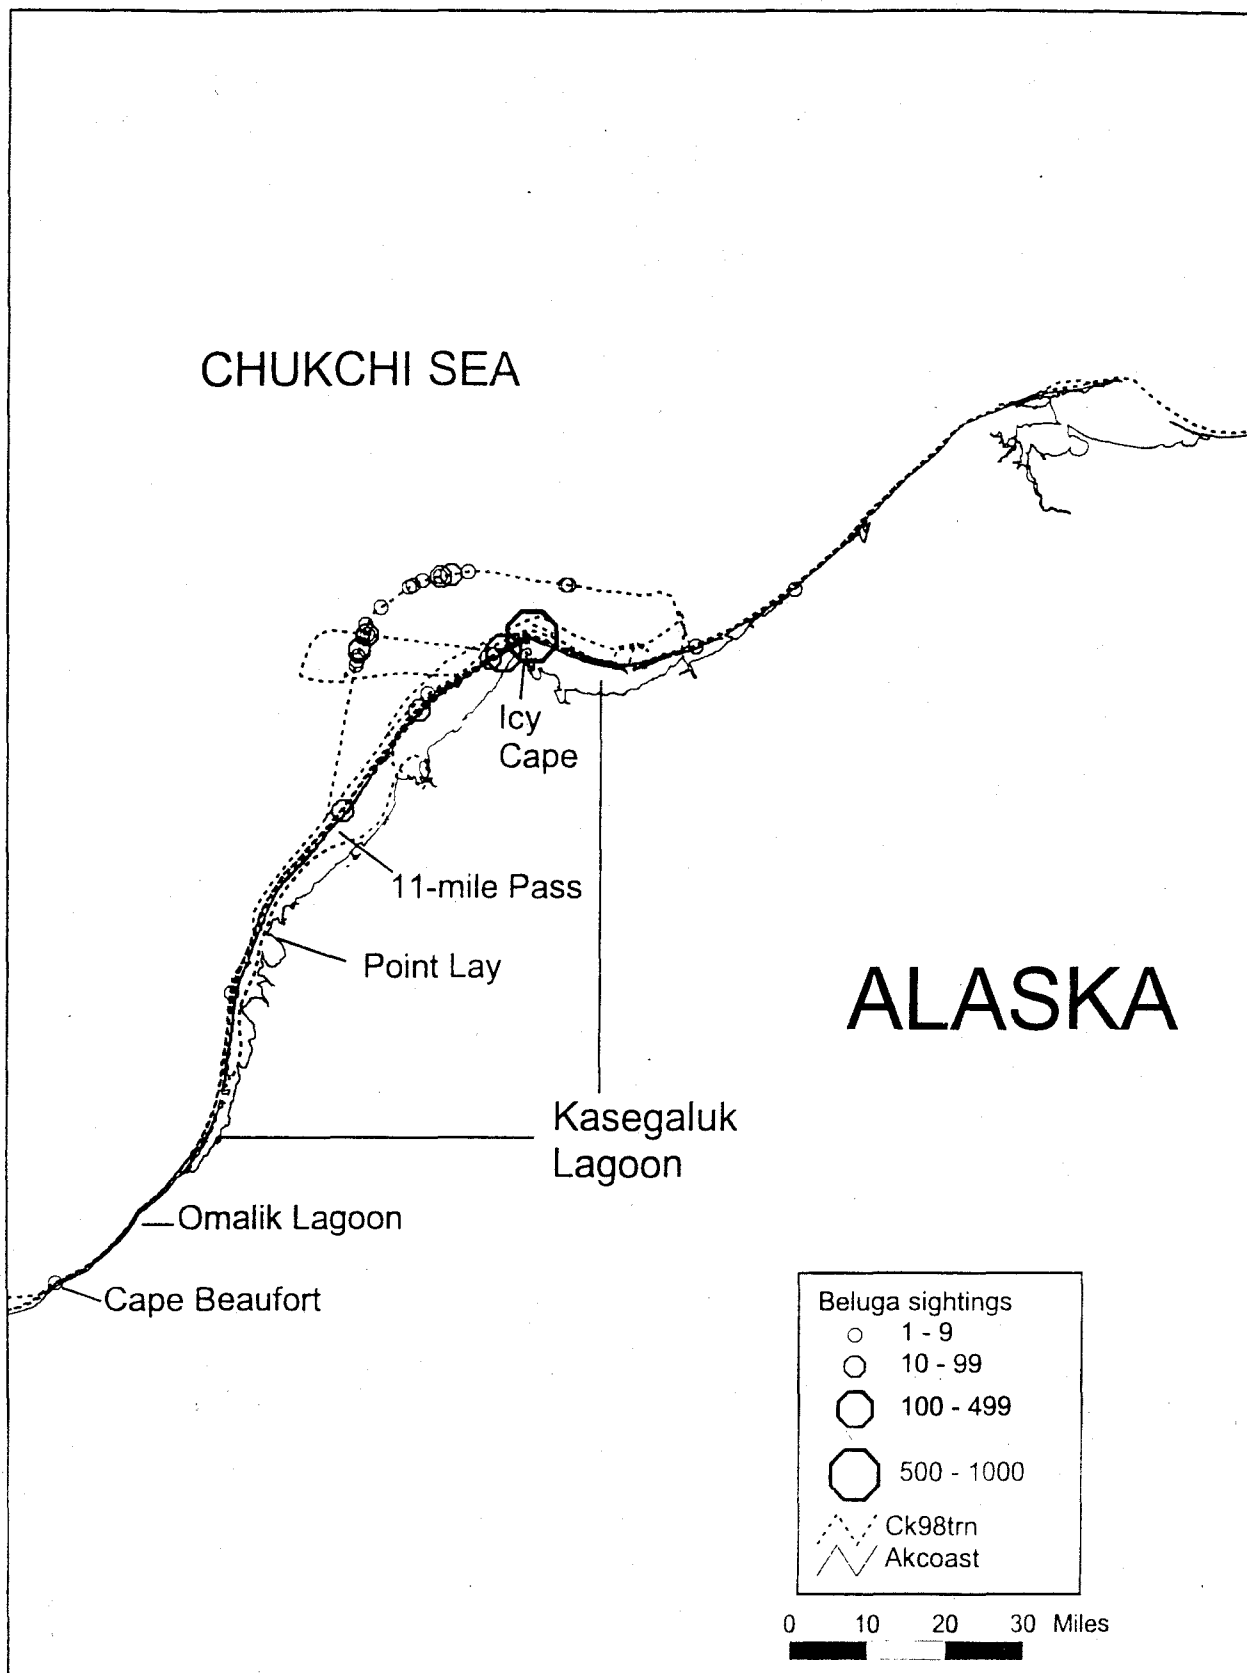 CHUKCHI SEA
Icy
Cape
11-mile Pass
Point Lay
ALASKA
Kasegaluk
Lagoon
Omalik Lagoon
Cape Beaufort
Beluga sightings
1 - 9
10 - 99
100 - 499
500 - 1000
Ck98trn
Akcoast
0 10 20 30 Miles